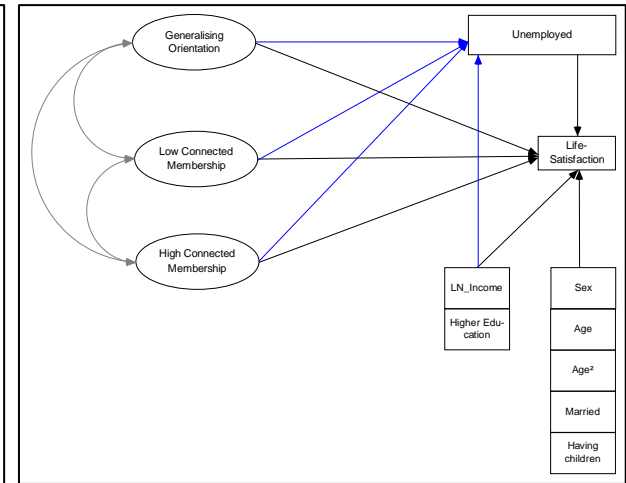 Generalising
Orientation
Unemployed
Low Connected
Membership
Life-
Satisfaction
High Connected
Membership
LN_Income
Higher Edu-
cation
Sex
Age
Age²
Married
Having
children